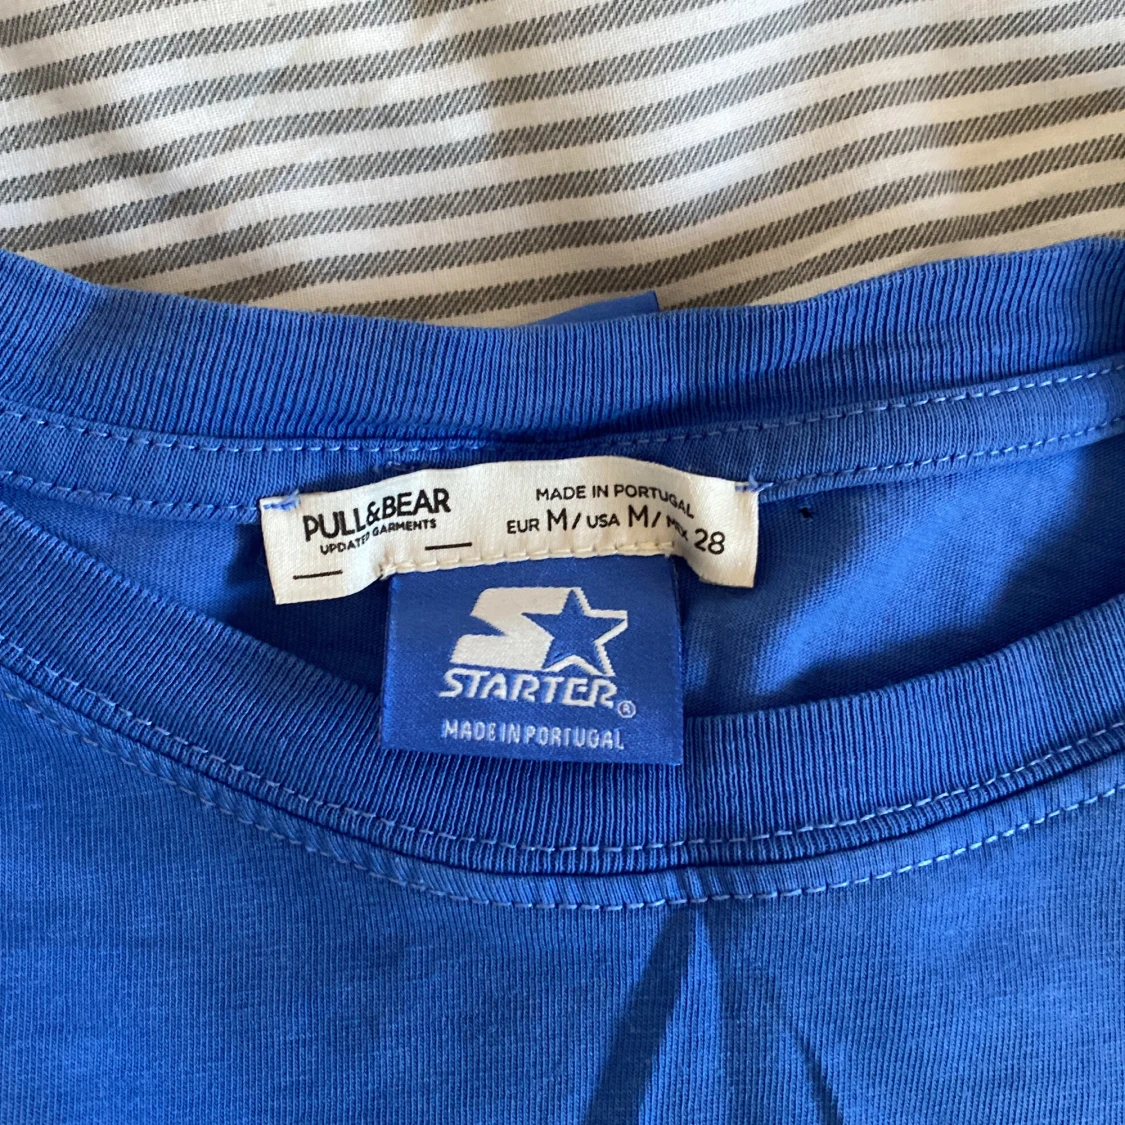 PULL&BEAR
UPDATED GARMENTS
MADE IN PORTUGAL
EUR M/USA M/MEX 28
STARTER®
MADE IN PORTUGAL